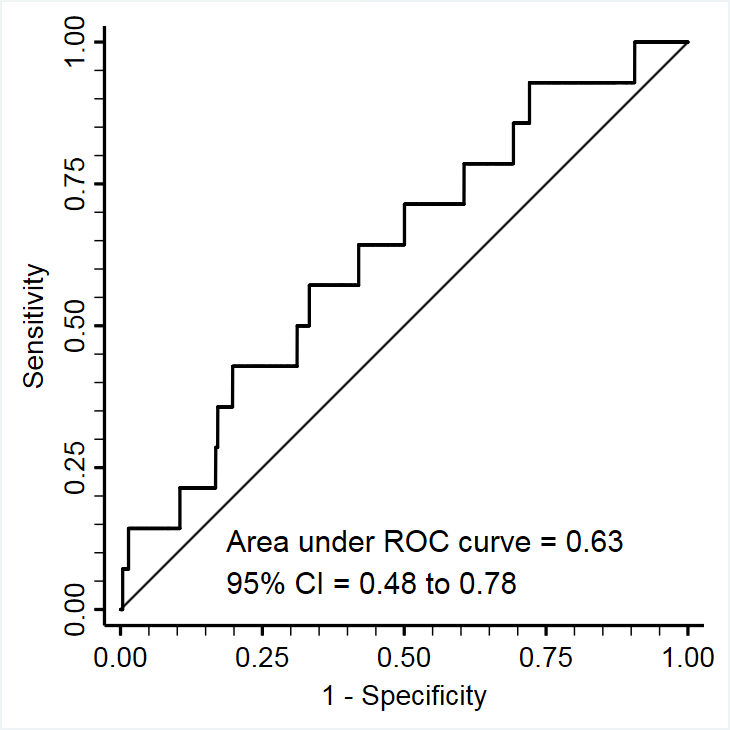 1.00
0.75
0.50
0.25
0.00
Sensitivity
Area under ROC curve = 0.63
95% CI = 0.48 to 0.78
0.00 0.25 0.50 0.75 1.00
1 - Specificity